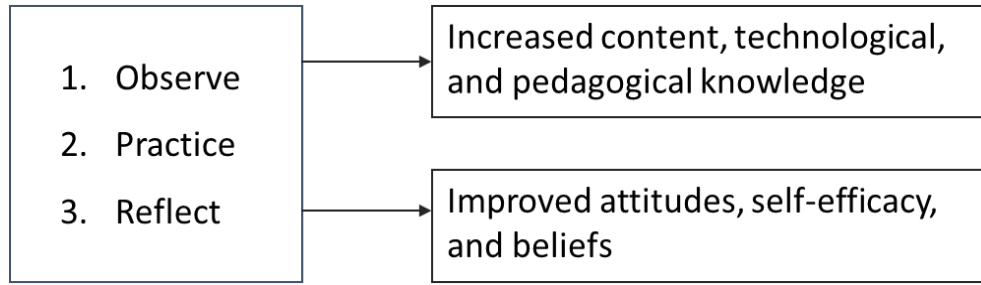 1. Observe
2. Practice
3. Reflect
Increased content, technological,
and pedagogical knowledge
Improved attitudes, self-efficacy,
and beliefs